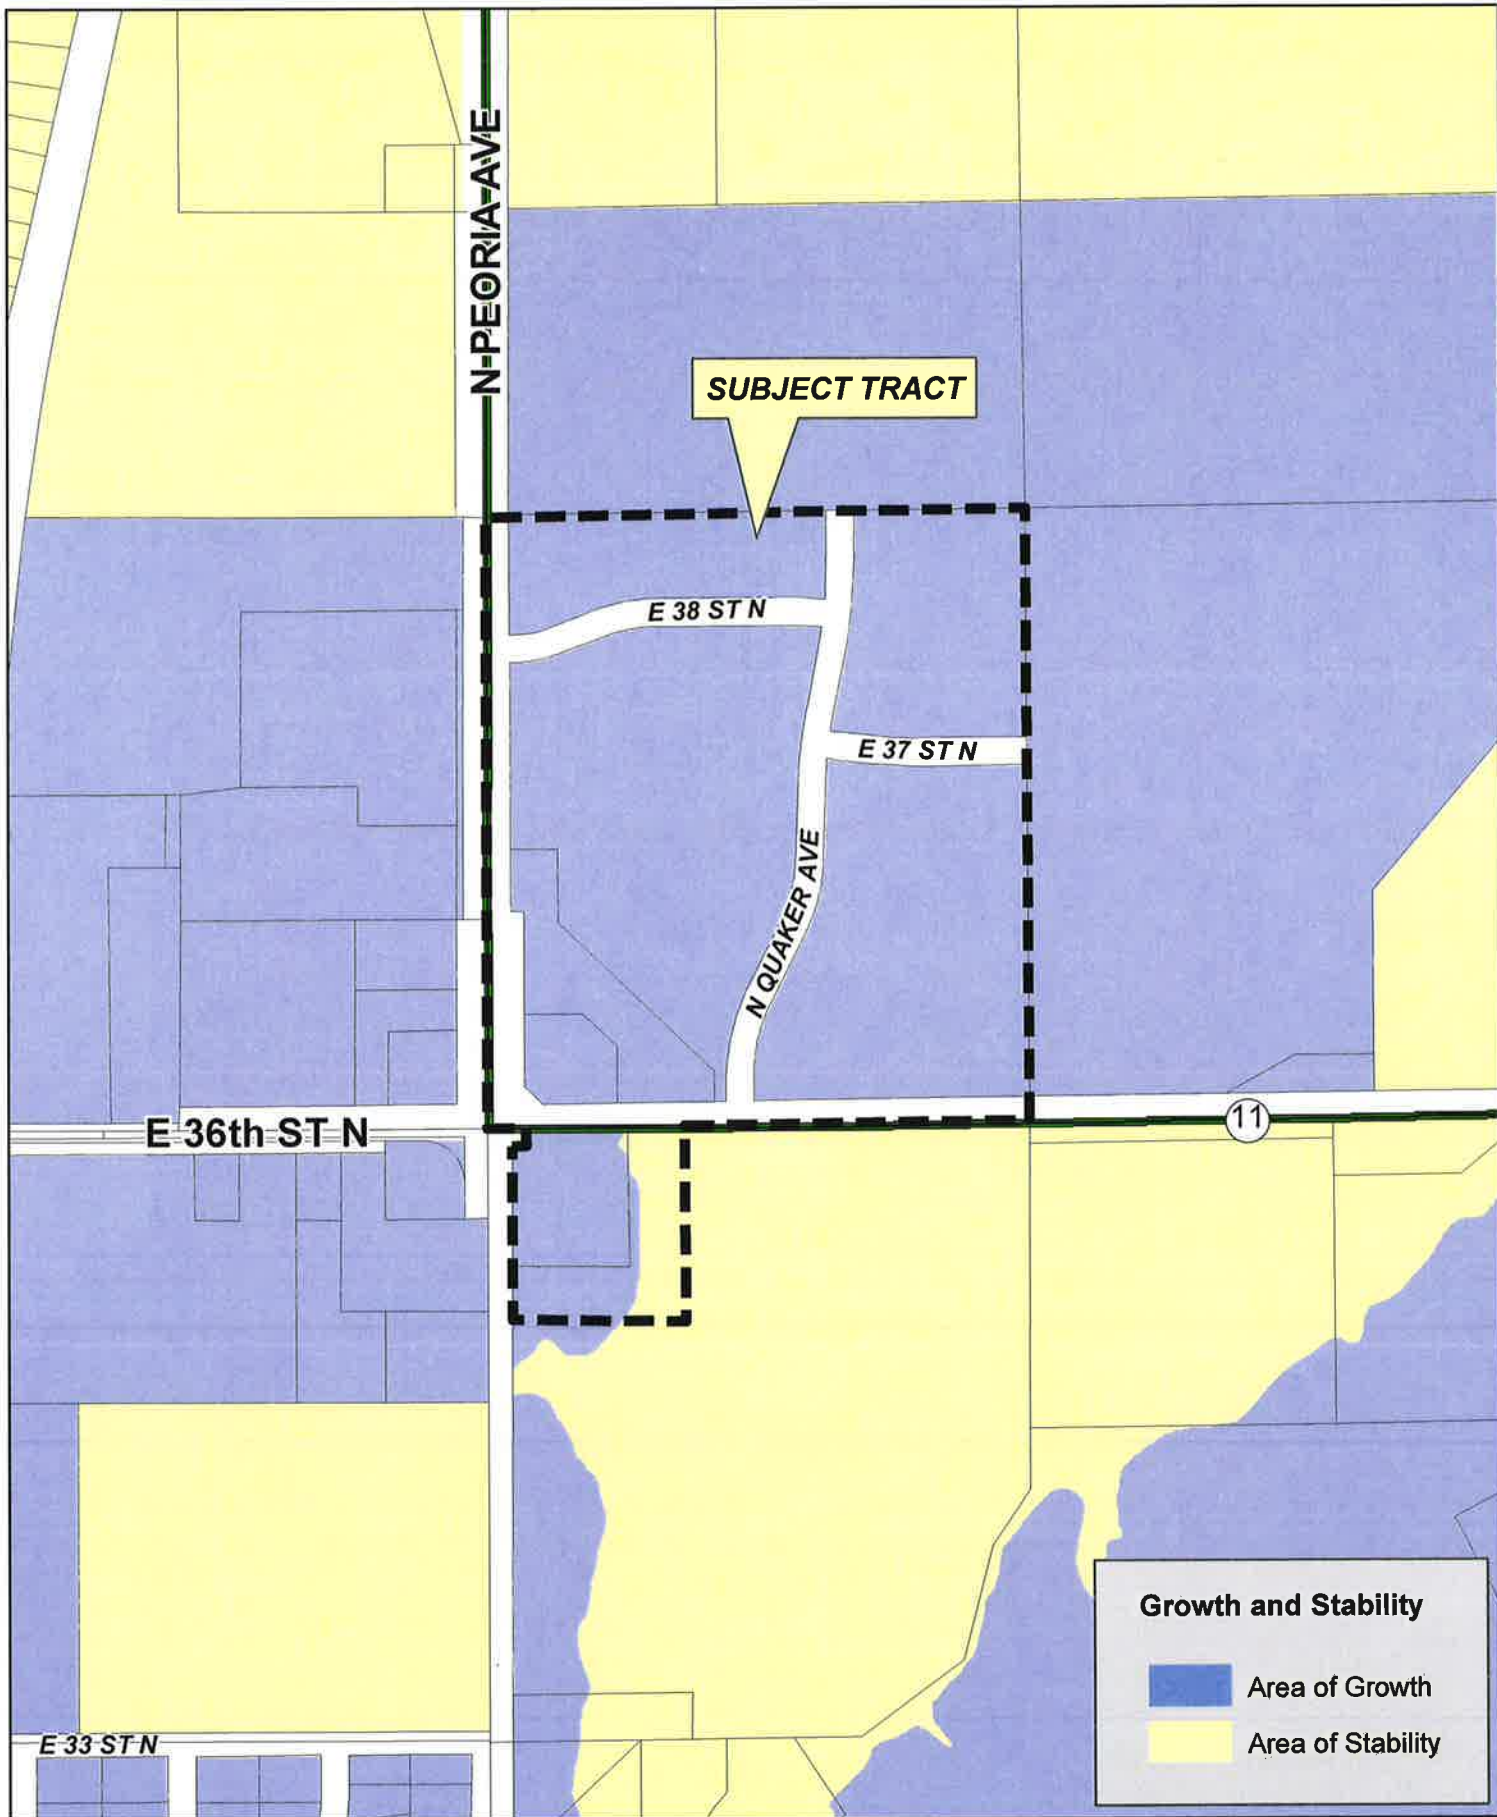 N PEORIA AVE
SUBJECT TRACT
E 38 ST N
E 37 ST N
N QUAKER AVE
E 36th ST N
11
E 33 ST N
Growth and Stability
Area of Growth
Area of Stability